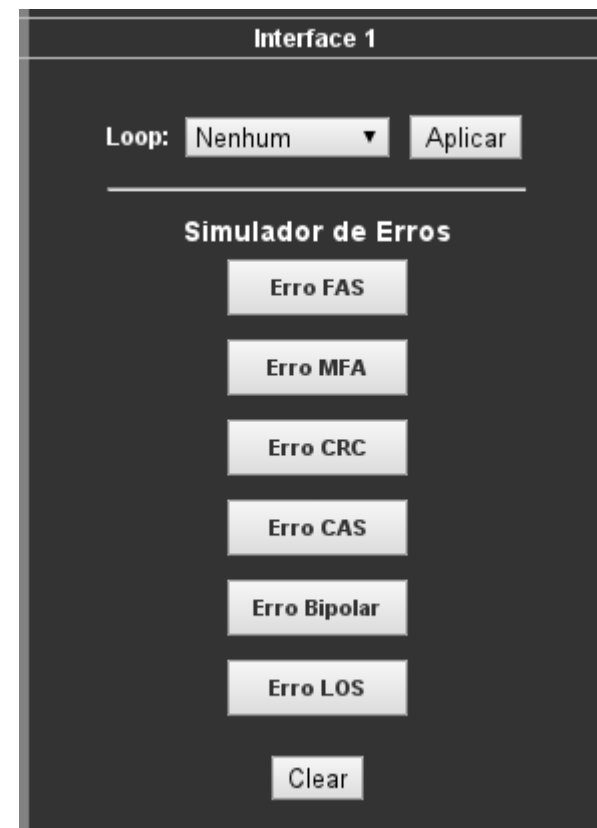 Interface 1
Loop: Nenhum Aplicar
Simulador de Erros
Erro FAS
Erro MFA
Erro CRC
Erro CAS
Erro Bipolar
Erro LOS
Clear